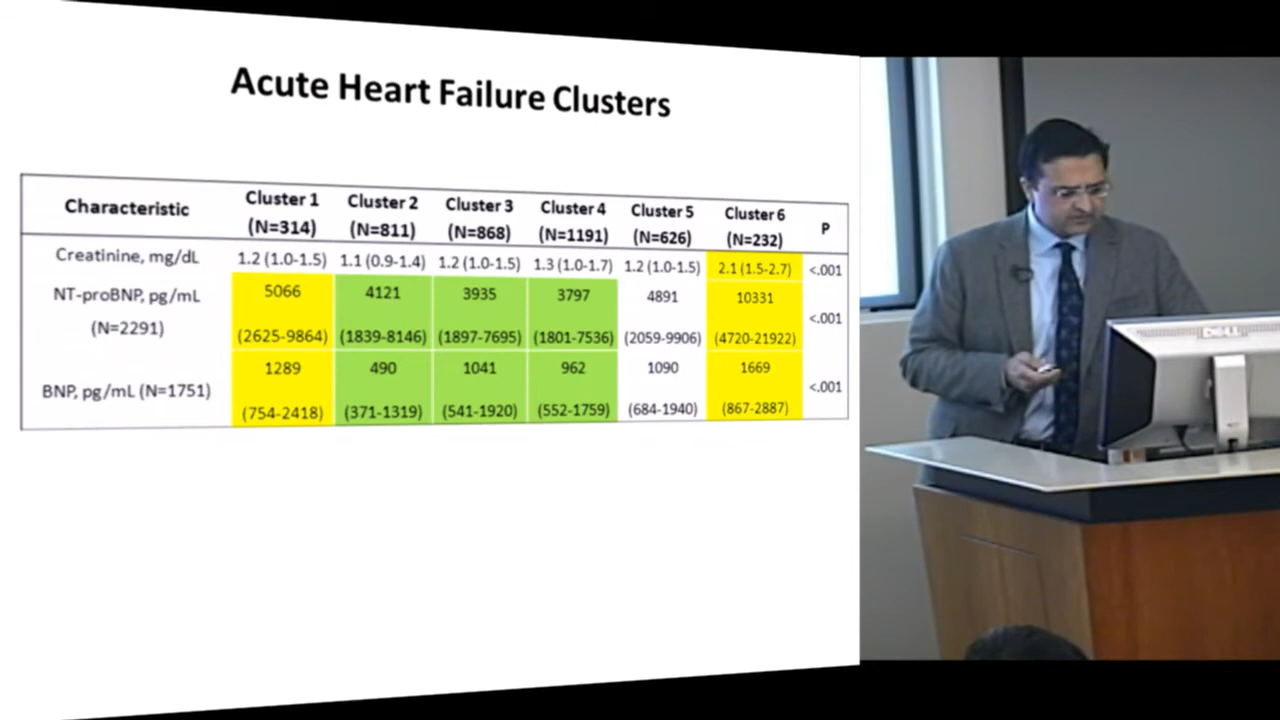 Acute Heart Failure Clusters
Characteristic Cluster 1 (N=314) Cluster 2 (N=811) Cluster 3 (N=868) Cluster 4 (N=1191) Cluster 5 (N=626) Cluster 6 (N=232) P
Creatinine, mg/dL 1.2 (1.0-1.5) 1.1 (0.9-1.4) 1.2 (1.0-1.5) 1.3 (1.0-1.7) 1.2 (1.0-1.5) 2.1 (1.5-2.7) <.001
NT-proBNP, pg/mL (N=2291) 5066 (2625-9864) 4121 (1839-8146) 3935 (1897-7695) 3797 (1801-7536) 4891 (2059-9906) 10331 (4720-21922) <.001
BNP, pg/mL (N=1751) 1289 (754-2418) 490 (371-1319) 1041 (541-1920) 962 (552-1759) 1090 (684-1940) 1669 (867-2887) <.001
DELL